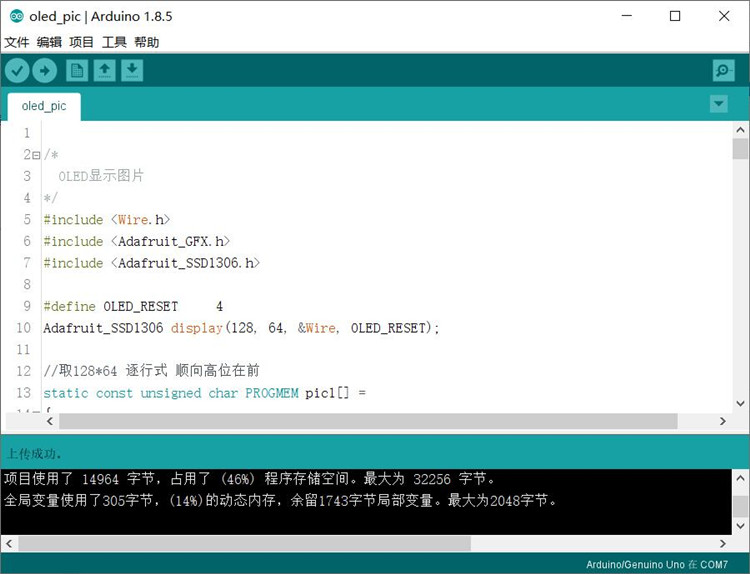 oled_pic | Arduino 1.8.5
文件 编辑 项目 工具 帮助
oled_pic
1
2 /*
3 OLED显示图片
4 */
5 #include <Wire.h>
6 #include <Adafruit_GFX.h>
7 #include <Adafruit_SSD1306.h>
8
9 #define OLED_RESET     4
10 Adafruit_SSD1306 display(128, 64, &Wire, OLED_RESET);
11
12 //取128*64 逐行式 顺向高位在前
13 static const unsigned char PROGMEM pic1[] =
14 {
上传成功。
项目使用了 14964 字节，占用了 (46%) 程序存储空间。最大为 32256 字节。
全局变量使用了305字节，(14%)的动态内存，余留1743字节局部变量。最大为2048字节。
Arduino/Genuino Uno 在 COM7